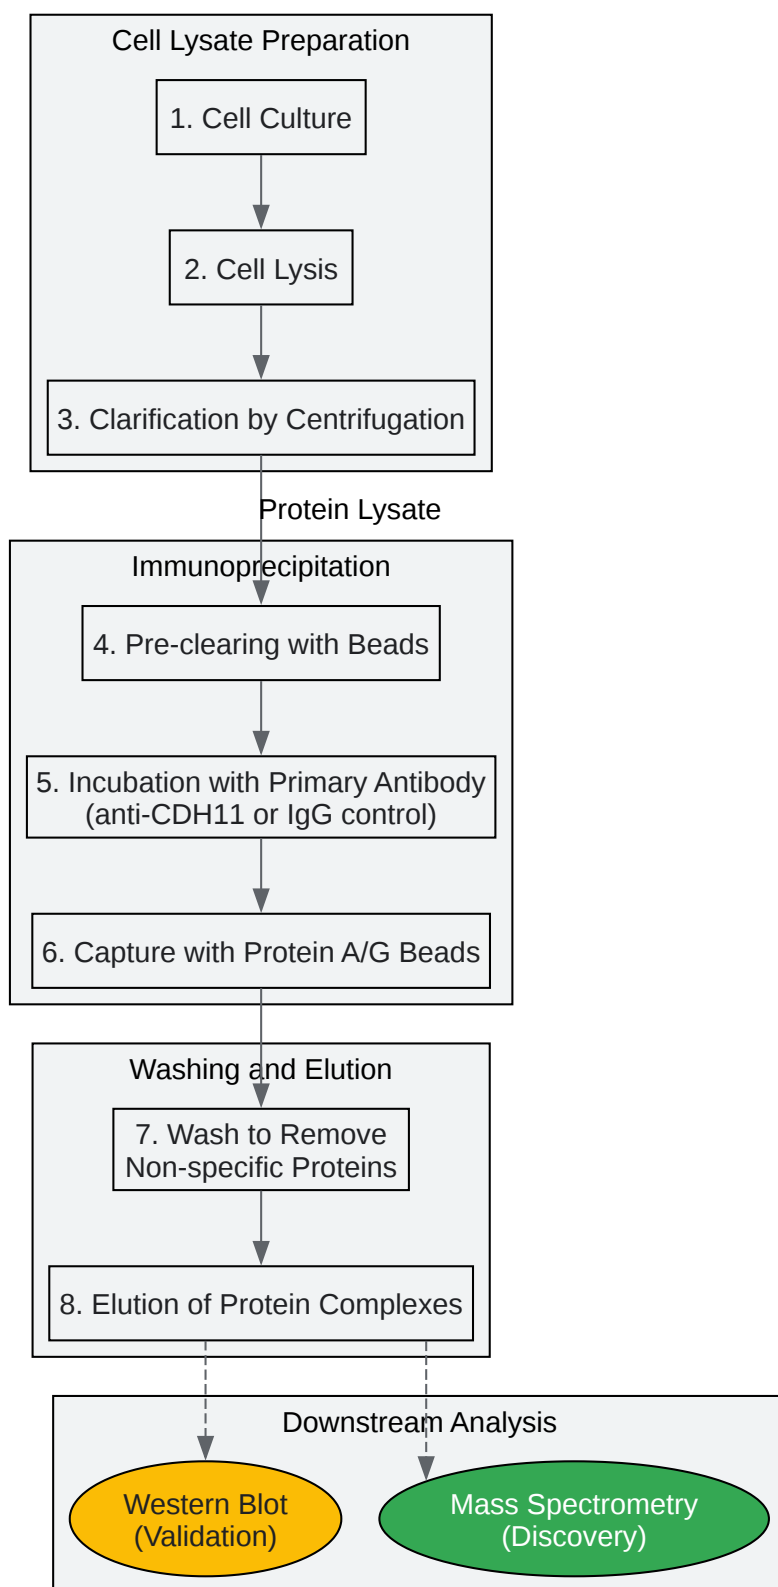 Cell Lysate Preparation
1. Cell Culture
2. Cell Lysis
3. Clarification by Centrifugation
Protein Lysate
Immunoprecipitation
4. Pre-clearing with Beads
5. Incubation with Primary Antibody
(anti-CDH11 or IgG control)
6. Capture with Protein A/G Beads
Washing and Elution
7. Wash to Remove
Non-specific Proteins
8. Elution of Protein Complexes
Downstream Analysis
Western Blot
(Validation)
Mass Spectrometry
(Discovery)